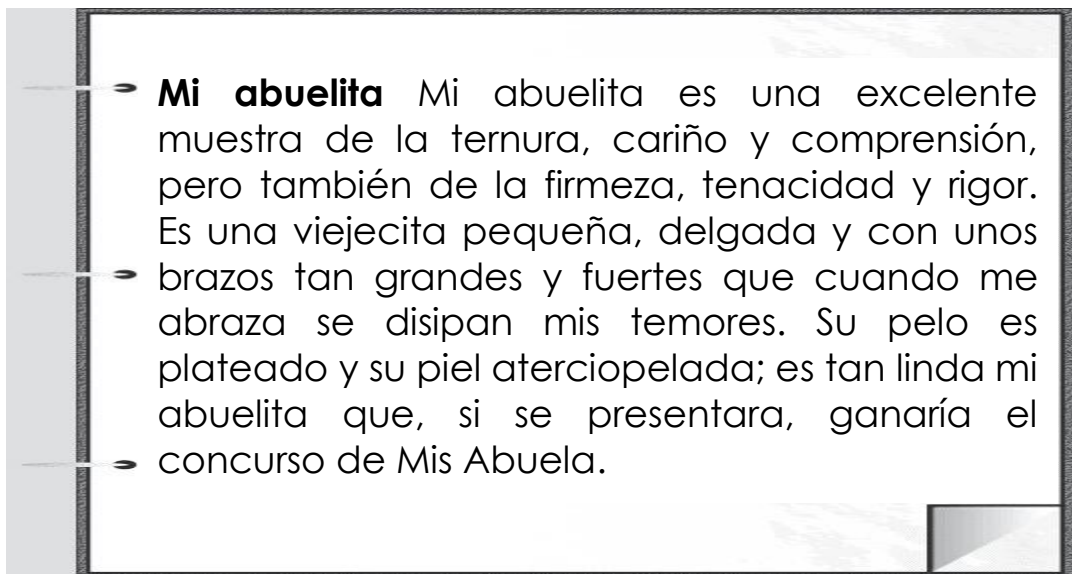 Mi abuelita Mi abuelita es una excelente
muestra de la ternura, cariño y comprensión,
pero también de la firmeza, tenacidad y rigor.
Es una viejecita pequeña, delgada y con unos
brazos tan grandes y fuertes que cuando me
abraza se disipan mis temores. Su pelo es
plateado y su piel aterciopelada; es tan linda mi
abuelita que, si se presentara, ganaría el
concurso de Mis Abuela.